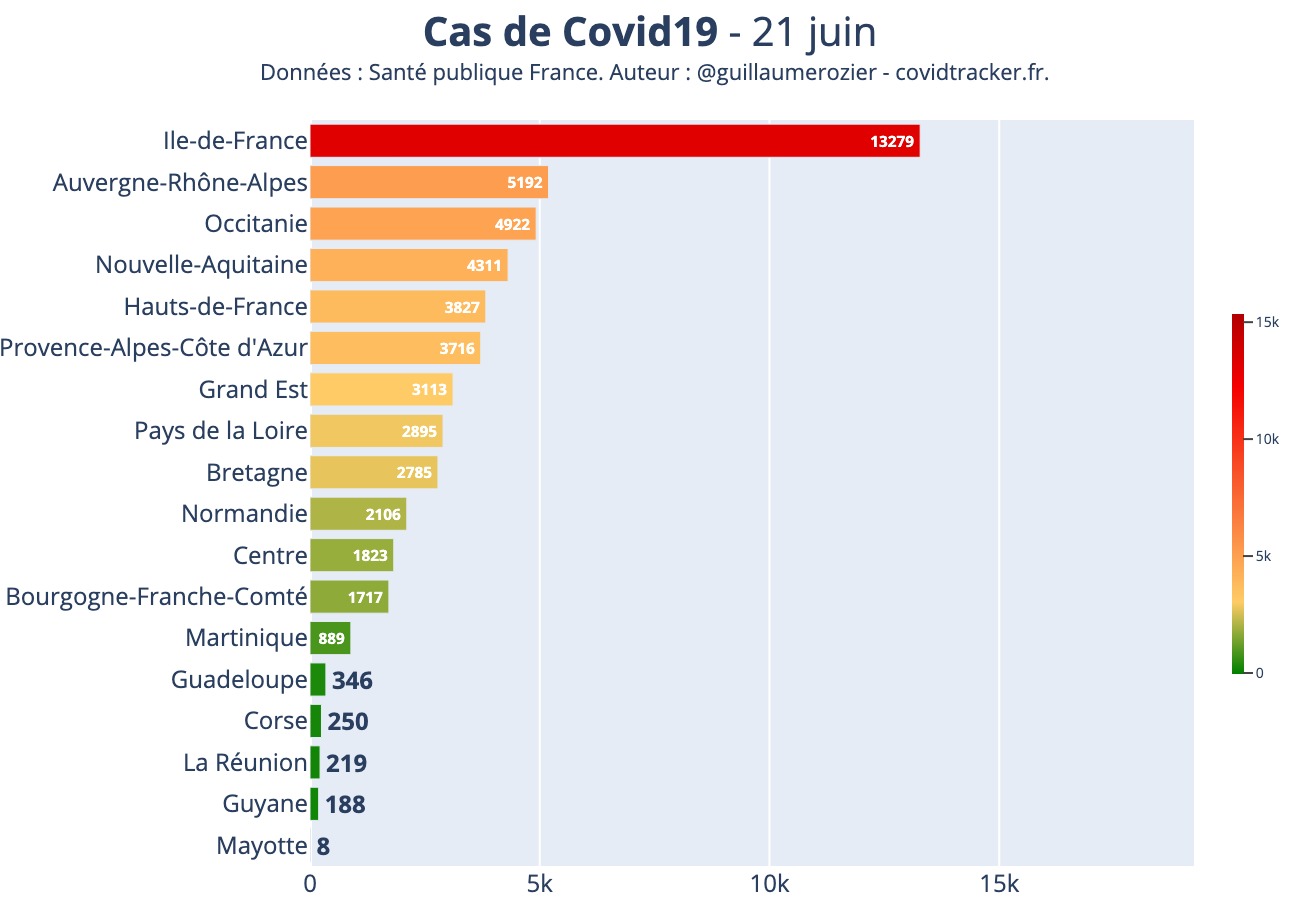 Cas de Covid19 - 21 juin
Données : Santé publique France. Auteur : @guillaumerozier - covidtracker.fr.
Ile-de-France 13279
Auvergne-Rhône-Alpes 5192
Occitanie 4922
Nouvelle-Aquitaine 4311
Hauts-de-France 3827
Provence-Alpes-Côte d'Azur 3716
Grand Est 3113
Pays de la Loire 2895
Bretagne 2785
Normandie 2106
Centre 1823
Bourgogne-Franche-Comté 1717
Martinique 889
Guadeloupe 346
Corse 250
La Réunion 219
Guyane 188
Mayotte 8
0 5k 10k 15k
15k
10k
5k
0